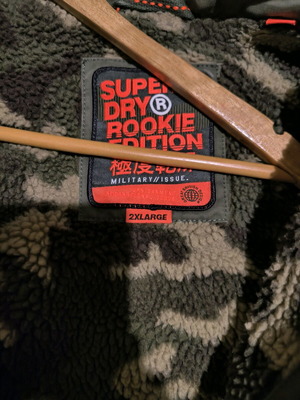 SUPER
DRY®
ROOKIE
EDITION
MILITARY//ISSUE.
2XLARGE